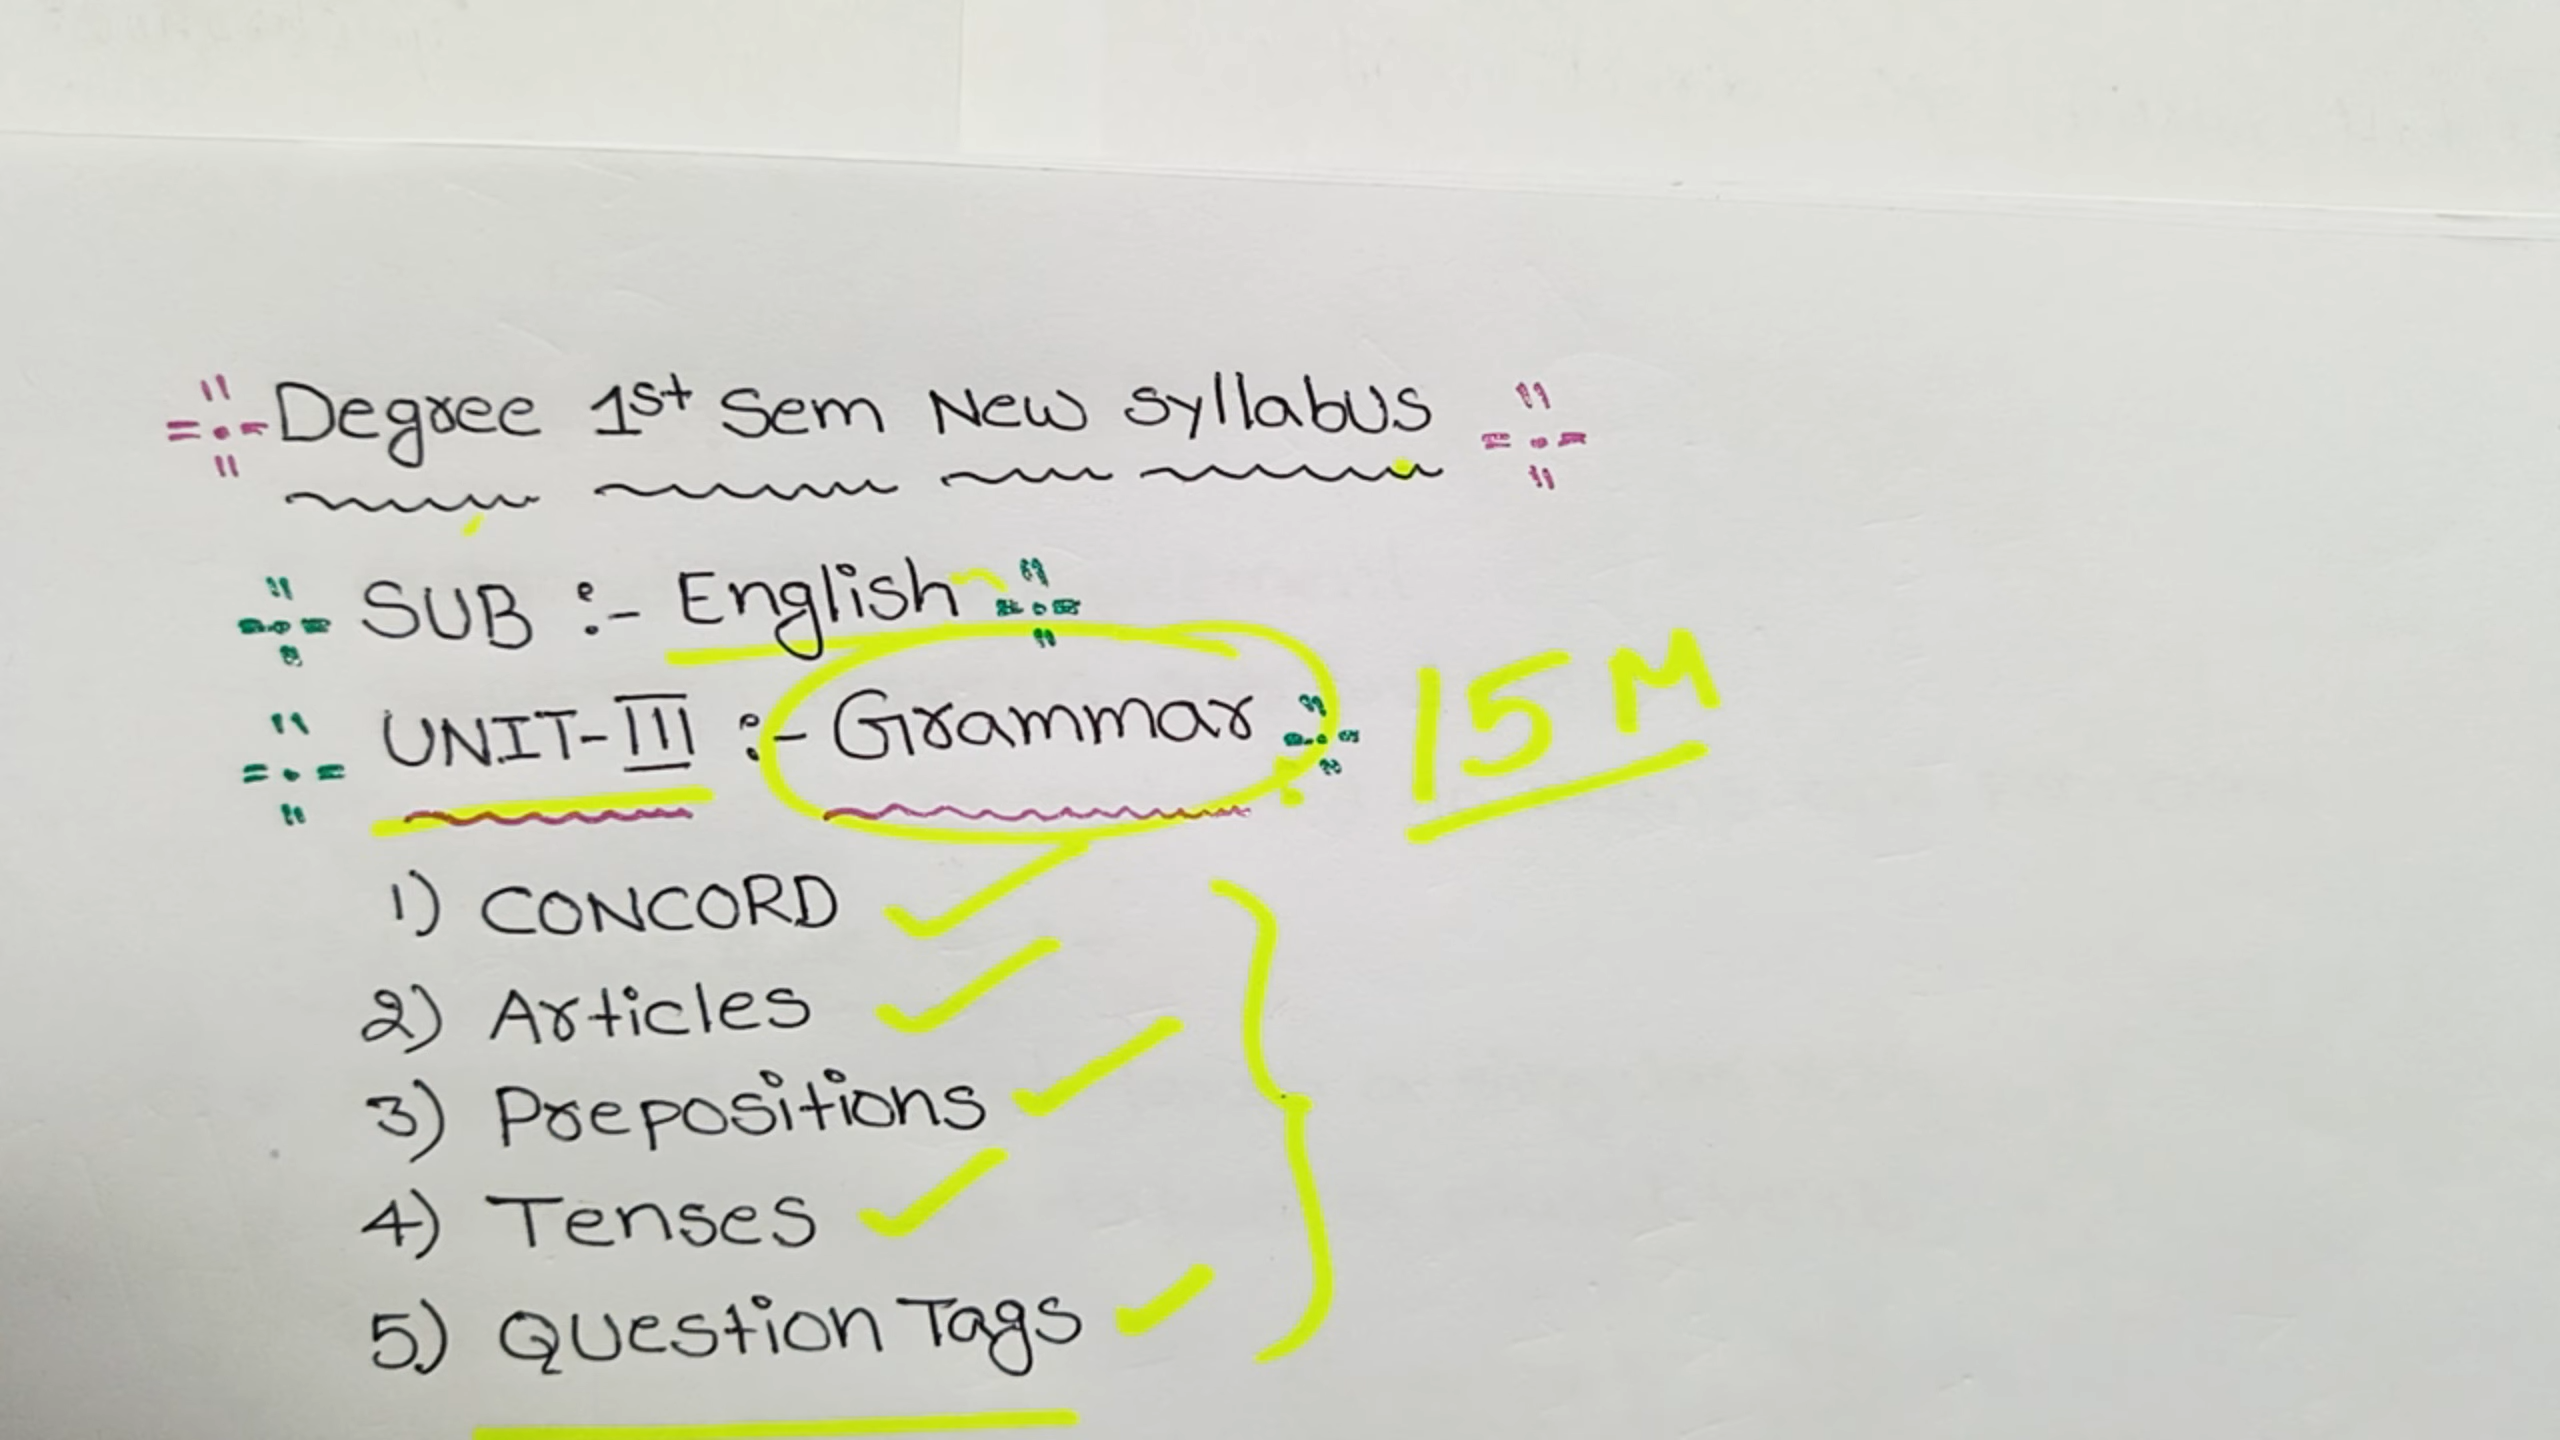 Degree 1st Sem New Syllabus
SUB :- English
UNIT-III :- Grammar 15 M
1) CONCORD
2) Articles
3) Prepositions
4) Tenses
5) Question Tags